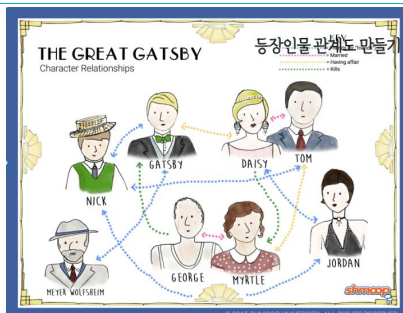 THE GREAT GATSBY
등장인물 관계도 만들기
Character Relationships
= Married
= Having affair
= Kills
GATSBY
DAISY
TOM
NICK
GEORGE
MYRTLE
JORDAN
MEYER WOLFSHEIM
shmoop